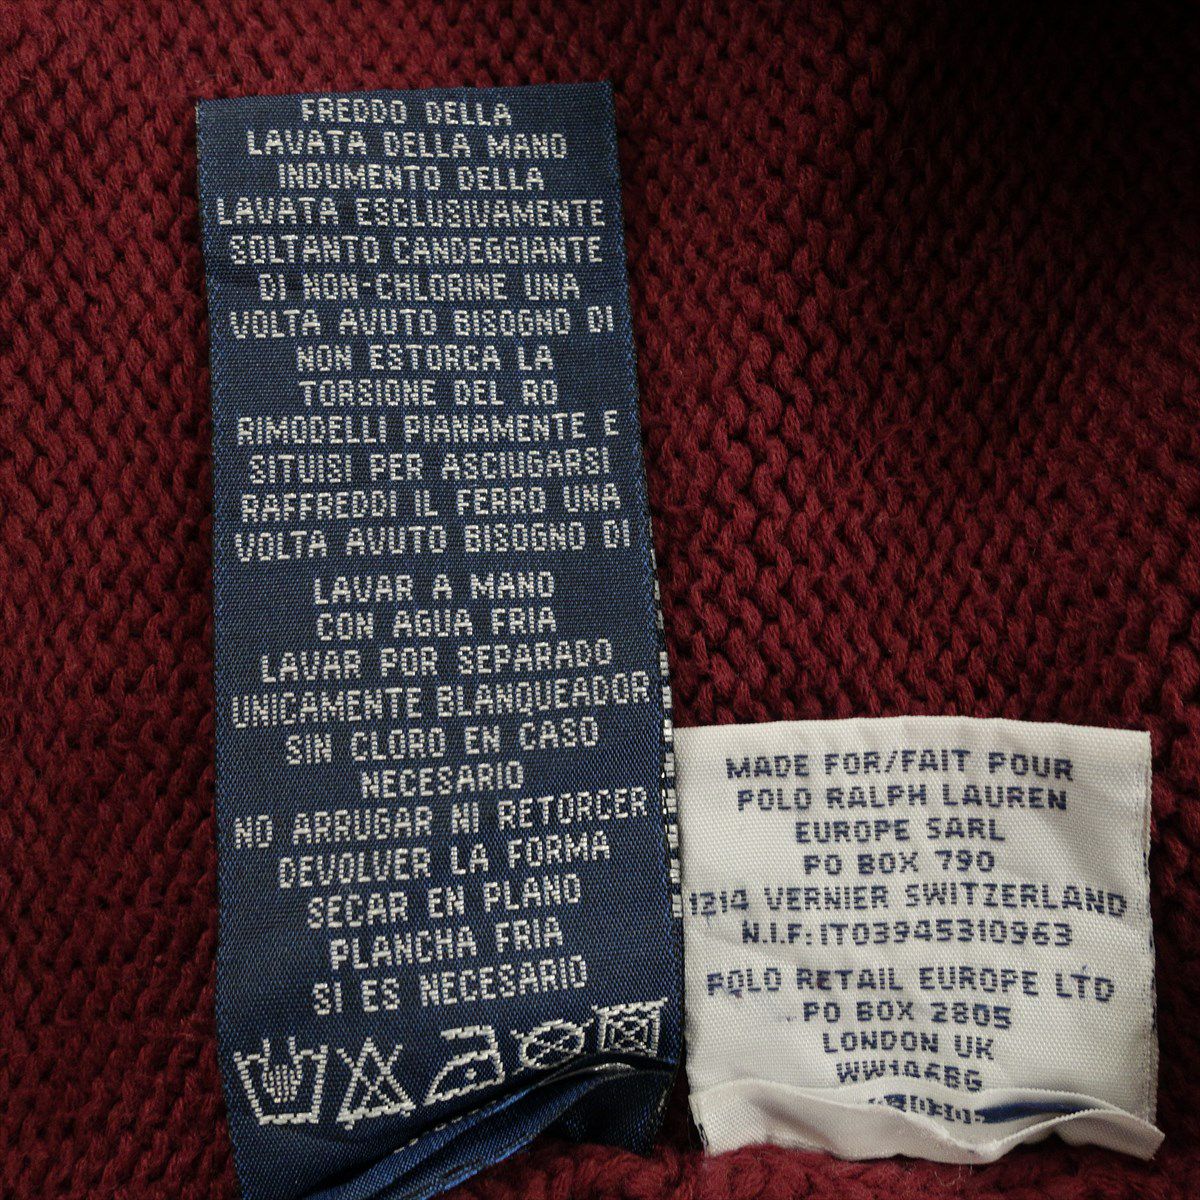 FREDDO DELLA
LAVATA DELLA MANO
INDUMENTO DELLA
LAVATA ESCLUSIVAMENTE
SOLTANTO CANDEGGIANTE
DI NON-CHLORINE UNA
VOLTA AVUTO BISOGNO DI
NON ESTORCA LA
TORSIONE DEL RO
RIMODELLI PIANAMENTE E
SITUISI PER ASCIUGARSI
RAFFREDDI IL FERRO UNA
VOLTA AVUTO BISOGNO DI
LAVAR A MANO
CON AGUA FRIA
LAVAR POR SEPARADO
UNICAMENTE BLANQUEADOR
SIN CLORO EN CASO
NECESARIO
NO ARRUGAR NI RETORCER
DEVOLVER LA FORMA
SECAR EN PLANO
PLANCHA FRIA
SI ES NECESARIO
MADE FOR/FAIT POUR
POLO RALPH LAUREN
EUROPE SARL
PO BOX 790
1214 VERNIER SWITZERLAND
N.I.F:IT03945310963
POLO RETAIL EUROPE LTD
PO BOX 2805
LONDON UK
WW1A6BG